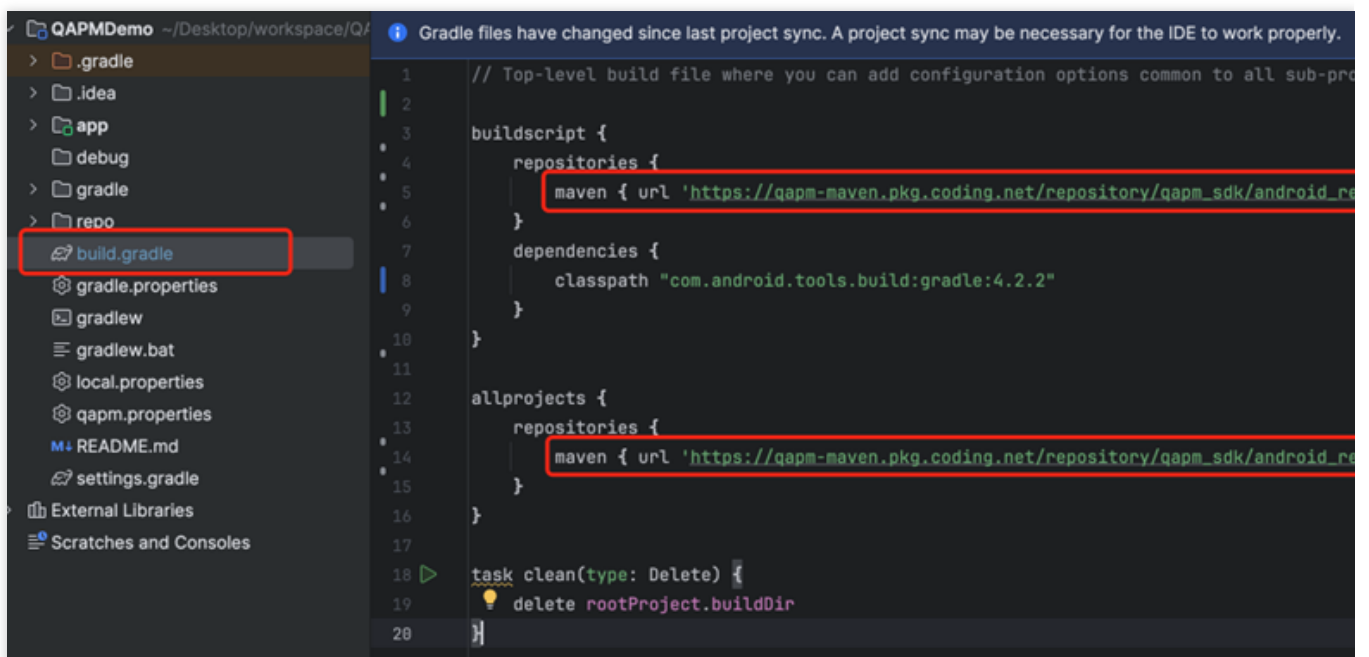 QAPMDemo ~/Desktop/workspace/QA
.gradle
.idea
app
debug
gradle
repo
build.gradle
gradle.properties
gradlew
gradlew.bat
local.properties
qapm.properties
M↓ README.md
settings.gradle
External Libraries
Scratches and Consoles
Gradle files have changed since last project sync. A project sync may be necessary for the IDE to work properly.
1 // Top-level build file where you can add configuration options common to all sub-pro
2
3 buildscript {
4 repositories {
5 maven { url 'https://qapm-maven.pkg.coding.net/repository/qapm_sdk/android_re
6 }
7 dependencies {
8 classpath "com.android.tools.build:gradle:4.2.2"
9 }
10 }
11
12 allprojects {
13 repositories {
14 maven { url 'https://qapm-maven.pkg.coding.net/repository/qapm_sdk/android_re
15 }
16 }
17
18 task clean(type: Delete) {
19 delete rootProject.buildDir
20 }